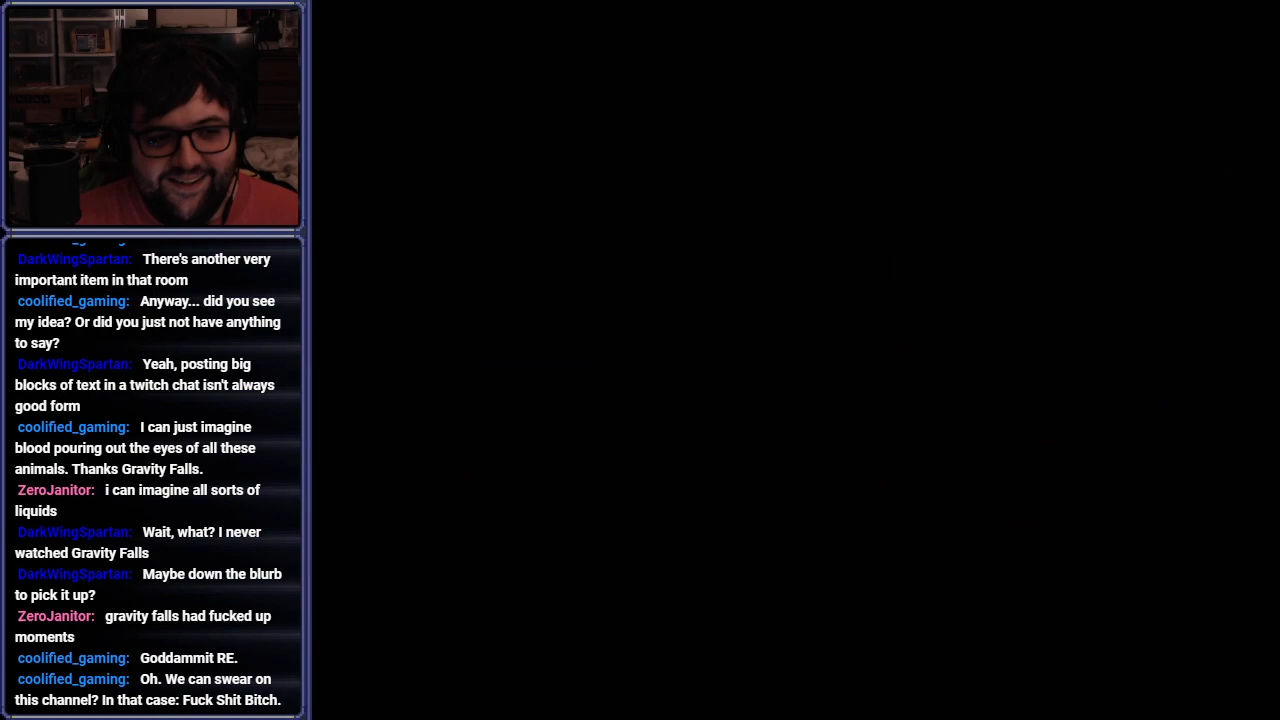 DarkWingSpartan: There's another very
important item in that room
coolified_gaming: Anyway... did you see
my idea? Or did you just not have anything
to say?
DarkWingSpartan: Yeah, posting big
blocks of text in a twitch chat isn't always
good form
coolified_gaming: I can just imagine
blood pouring out the eyes of all these
animals. Thanks Gravity Falls.
ZeroJanitor: i can imagine all sorts of
liquids
DarkWingSpartan: Wait, what? I never
watched Gravity Falls
DarkWingSpartan: Maybe down the blurb
to pick it up?
ZeroJanitor: gravity falls had fucked up
moments
coolified_gaming: Goddammit RE.
coolified_gaming: Oh. We can swear on
this channel? In that case: Fuck Shit Bitch.